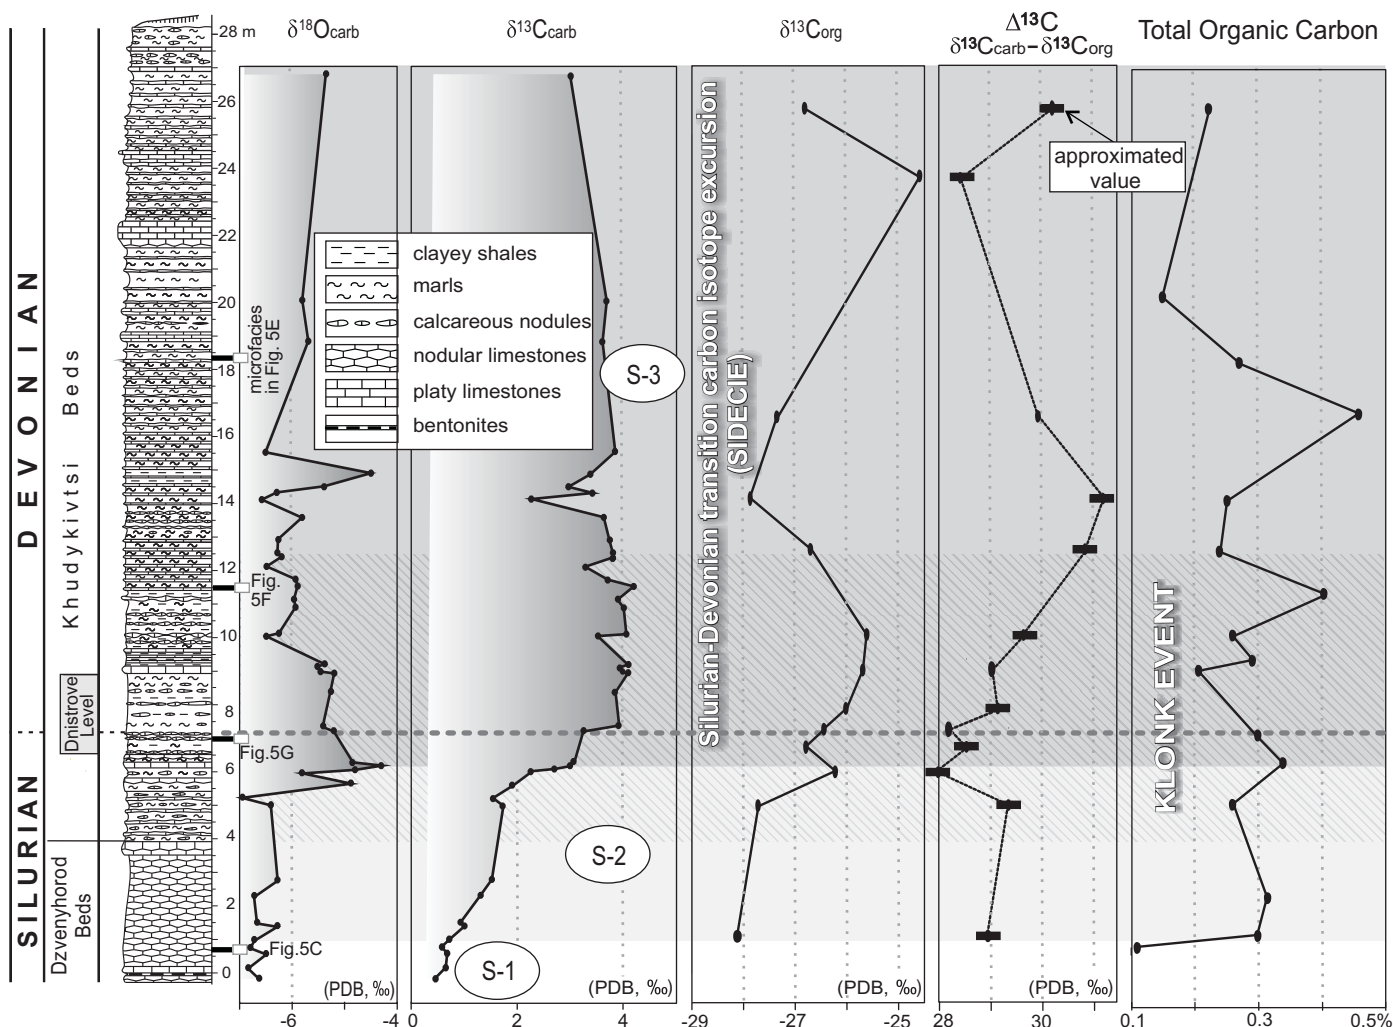 28 m
δ18Ocarb
δ13Ccarb
δ13Corg
Δ13C
δ13Ccarb–δ13Corg
Total Organic Carbon
DEVONIAN
SILURIAN
Khudykivtsi Beds
Dnistrove
Level
Dzvenyhorod
Beds
26
24
22
20
18
16
14
12
10
8
6
4
2
0
microfacies
in Fig. 5E
Fig.
5F
Fig.5G
Fig.5C
clayey shales
marls
calcareous nodules
nodular limestones
platy limestones
bentonites
S-3
S-2
S-1
Silurian-Devonian transition carbon isotope excursion
(SIDECIE)
approximated
value
KLONK EVENT
(PDB, ‰)
(PDB, ‰)
(PDB, ‰)
(PDB, ‰)
-6 -4
0 2 4
-29 -27 -25
28 30
0.1 0.3 0.5%